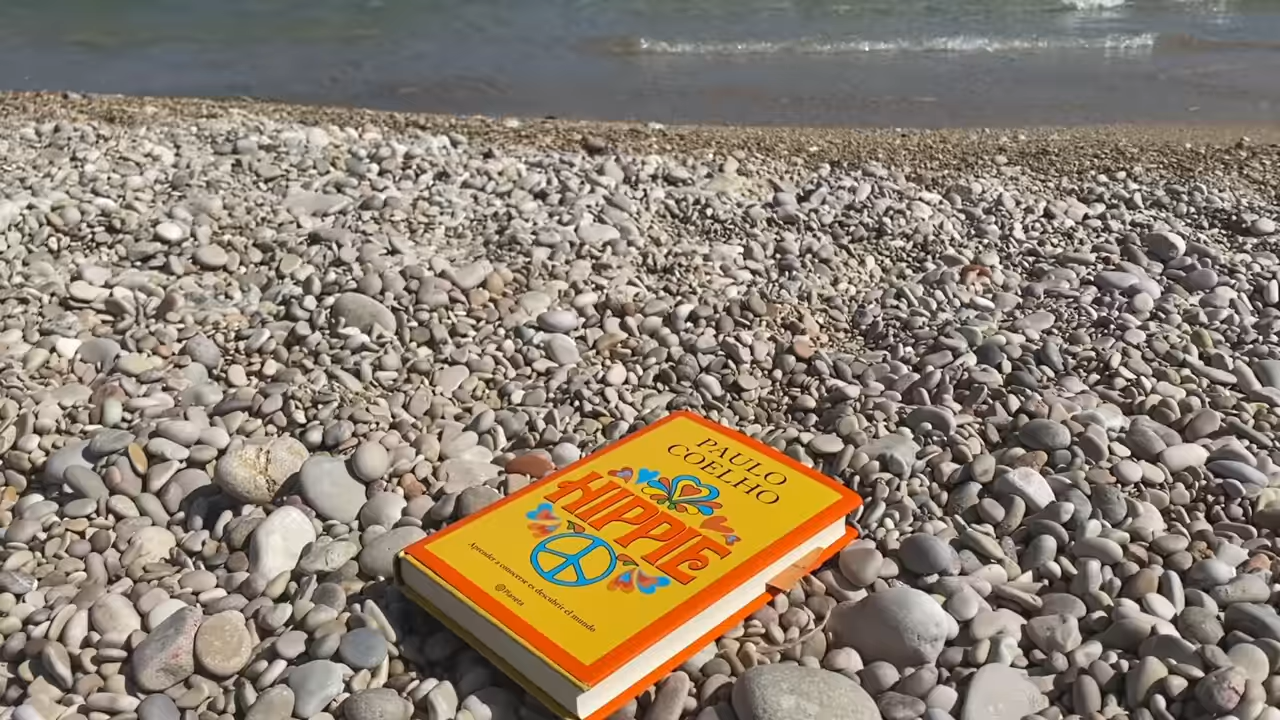 PAULO
COELHO
HIPPIE
Aprender a conocerse es descubrir el mundo
@Planeta